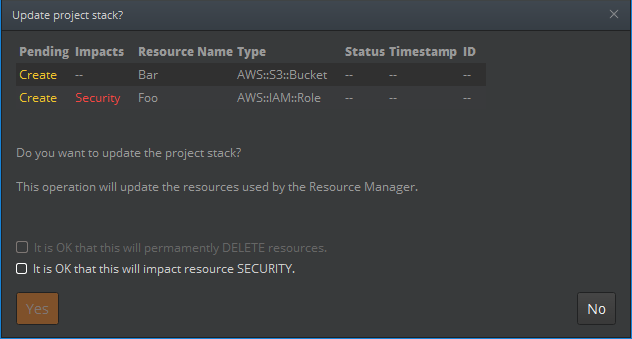 Update project stack?
Pending Impacts Resource Name Type Status Timestamp ID
Create -- Bar AWS::S3::Bucket -- -- --
Create Security Foo AWS::IAM::Role -- -- --
Do you want to update the project stack?
This operation will update the resources used by the Resource Manager.
It is OK that this will permamently DELETE resources.
It is OK that this will impact resource SECURITY.
Yes No